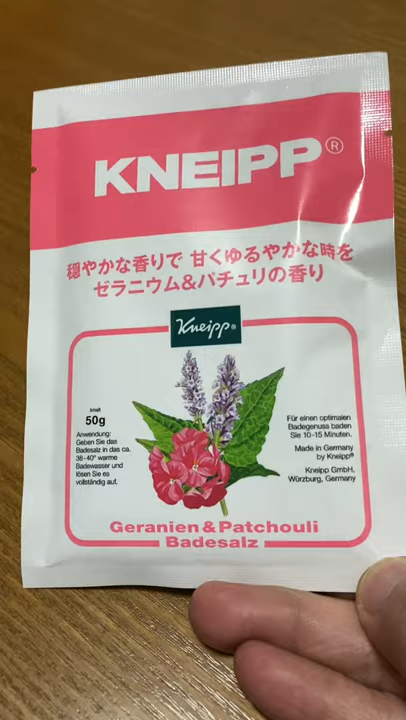 KNEIPP®
穏やかな香りで 甘くゆるやかな時を
ゼラニウム&パチュリの香り
Kneipp®
Inhalt
50g
Anwendung:
Geben Sie das
Badesalz in das ca.
36-40° warme
Badewasser und
lösen Sie es
vollständig auf.
Für einen optimalen
Badegenuss baden
Sie 10-15 Minuten.
Made in Germany
by Kneipp®
Kneipp GmbH,
Würzburg, Germany
Geranien & Patchouli
Badesalz